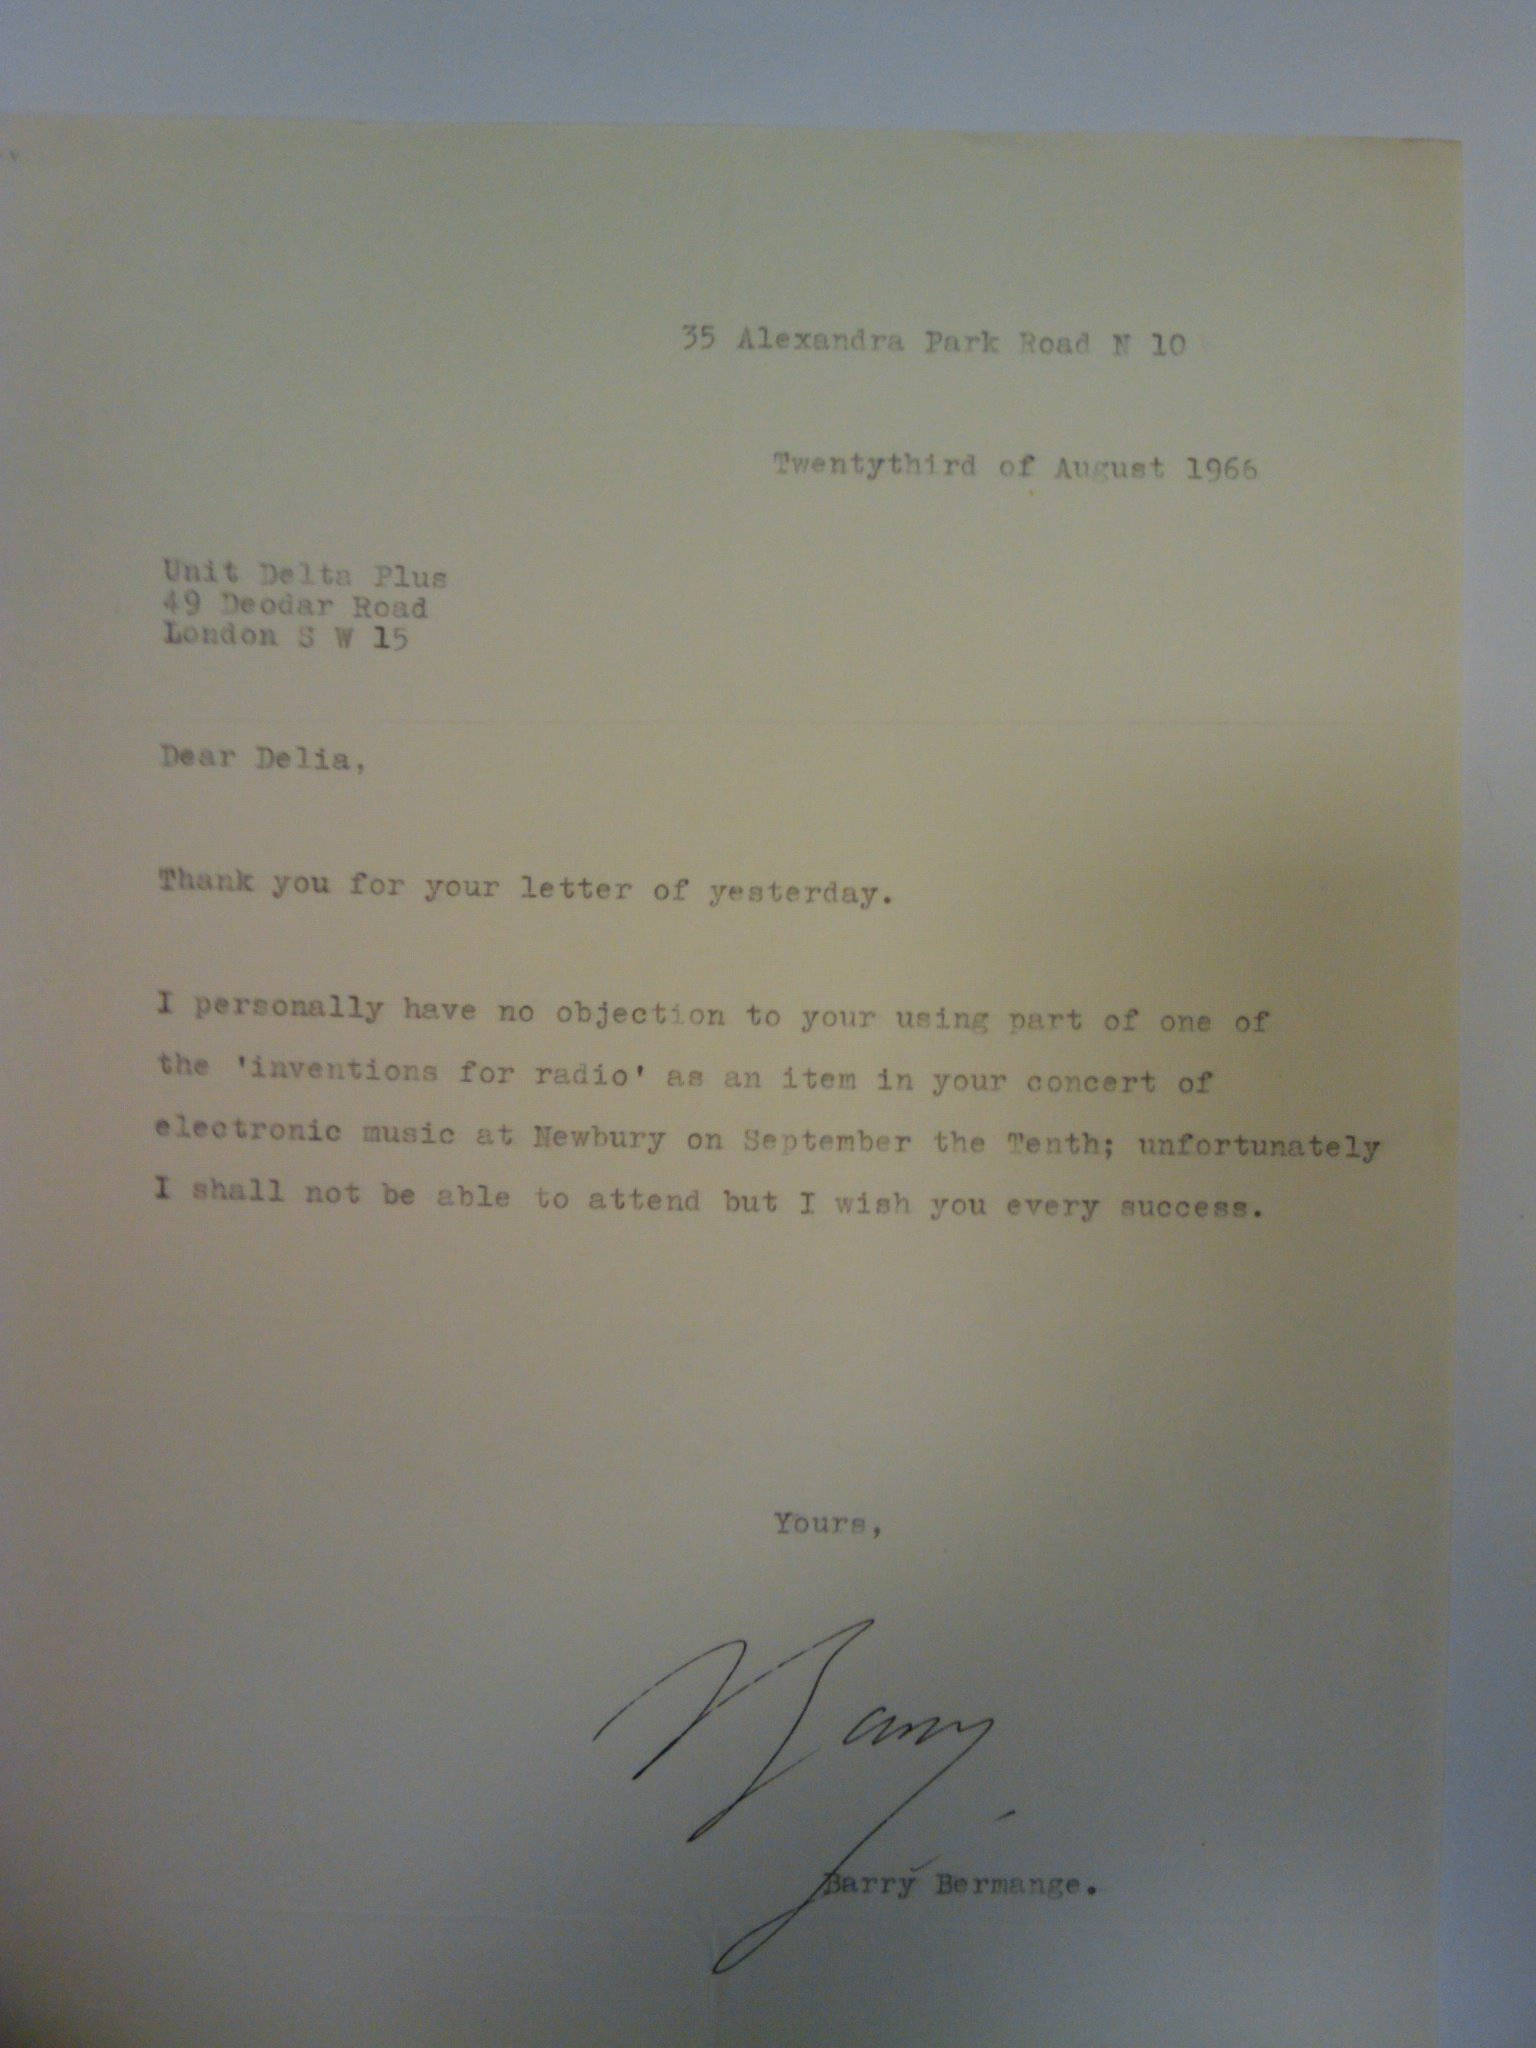 35 Alexandra Park Road N 10
Twentythird of August 1966
Unit Delta Plus
49 Deodar Road
London S W 15
Dear Delia,
Thank you for your letter of yesterday.
I personally have no objection to your using part of one of
the 'inventions for radio' as an item in your concert of
electronic music at Newbury on September the Tenth; unfortunately
I shall not be able to attend but I wish you every success.
Yours,
Barry
Barry Bermange.